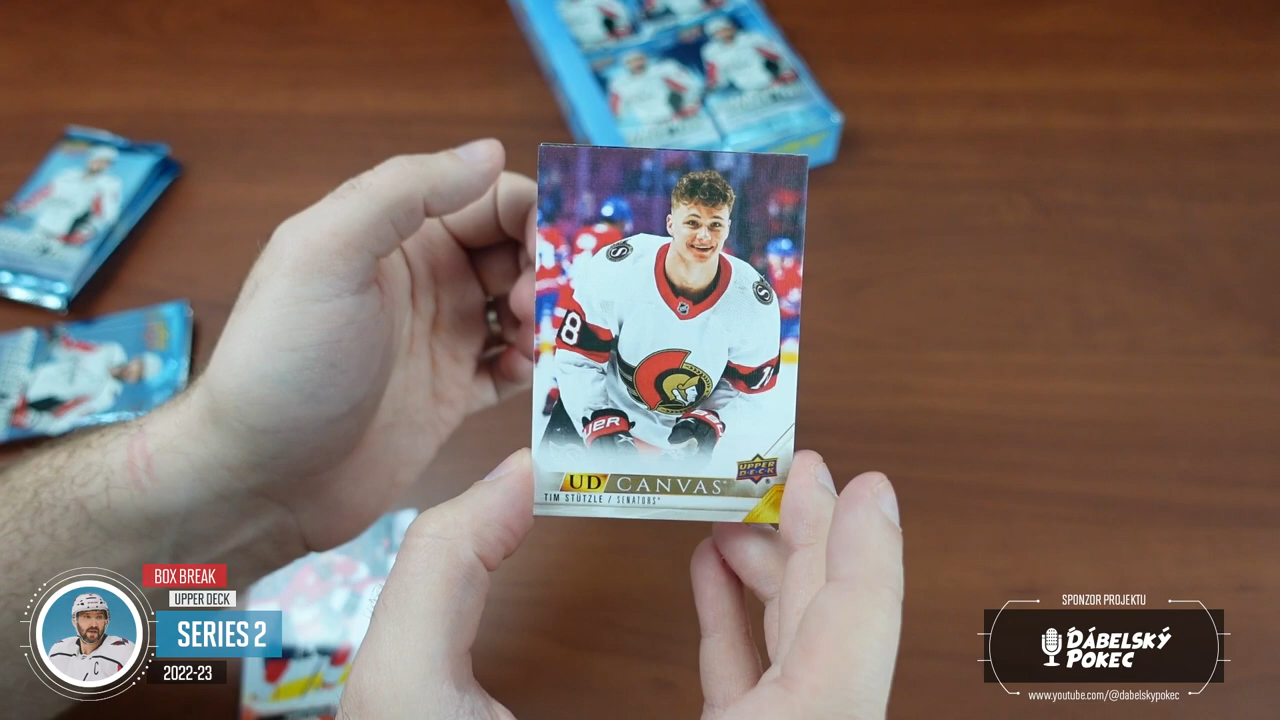 8
UD CANVAS
UPPER
DECK
TIM STÜTZLE / SENATORS
BOX BREAK
UPPER DECK
SERIES 2
2022-23
C
SPONZOR PROJEKTU
ĎÁBELSKÝ
POKEC
www.youtube.com/@dabelskypokec